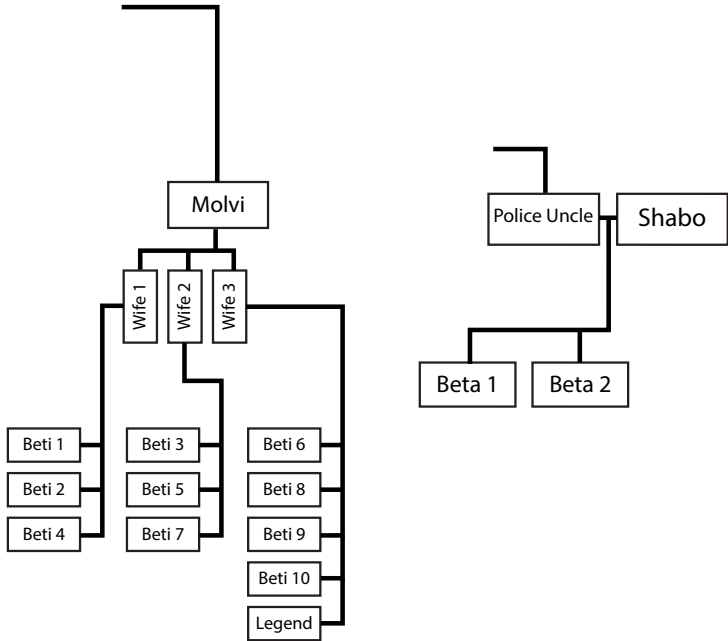 Molvi
Police Uncle
Shabo
Wife 1
Wife 2
Wife 3
Beta 1
Beta 2
Beti 1
Beti 3
Beti 6
Beti 2
Beti 5
Beti 8
Beti 4
Beti 7
Beti 9
Beti 10
Legend